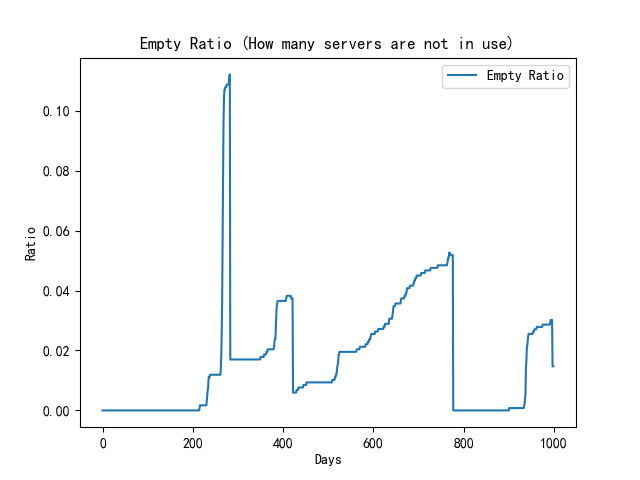 Empty Ratio (How many servers are not in use)
Empty Ratio
0.10
0.08
0.06
0.04
0.02
0.00
Ratio
0 200 400 600 800 1000
Days